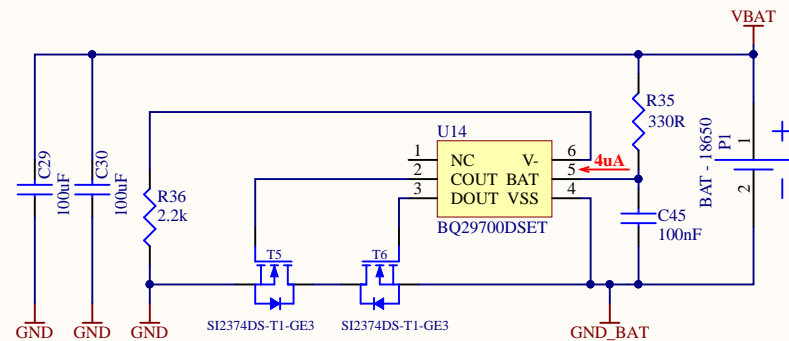 VBAT
C29
100uF
C30
100uF
R36
2.2k
U14
1
2
3
NC
COUT
DOUT
V-
BAT
VSS
6
5
4
BQ29700DSET
4uA
R35
330R
C45
100nF
BAT - 18650
P1
1
2
T5
T6
SI2374DS-T1-GE3
SI2374DS-T1-GE3
GND
GND
GND
GND_BAT